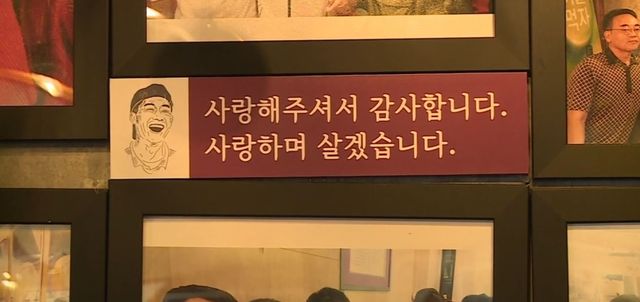 사랑해주셔서 감사합니다.
사랑하며 살겠습니다.